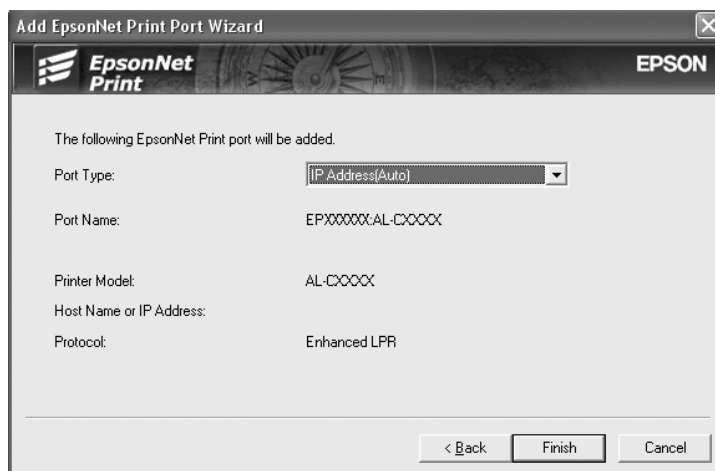 Add EpsonNet Print Port Wizard
EpsonNet
Print
EPSON
The following EpsonNet Print port will be added.
Port Type: IP Address(Auto)
Port Name: EPXXXXXX:AL-CXXXX
Printer Model: AL-CXXXX
Host Name or IP Address:
Protocol: Enhanced LPR
< Back Finish Cancel